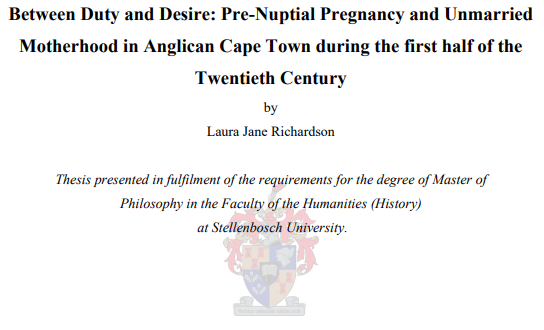 Between Duty and Desire: Pre-Nuptial Pregnancy and Unmarried
Motherhood in Anglican Cape Town during the first half of the
Twentieth Century
by
Laura Jane Richardson
Thesis presented in fulfilment of the requirements for the degree of Master of
Philosophy in the Faculty of the Humanities (History)
at Stellenbosch University.